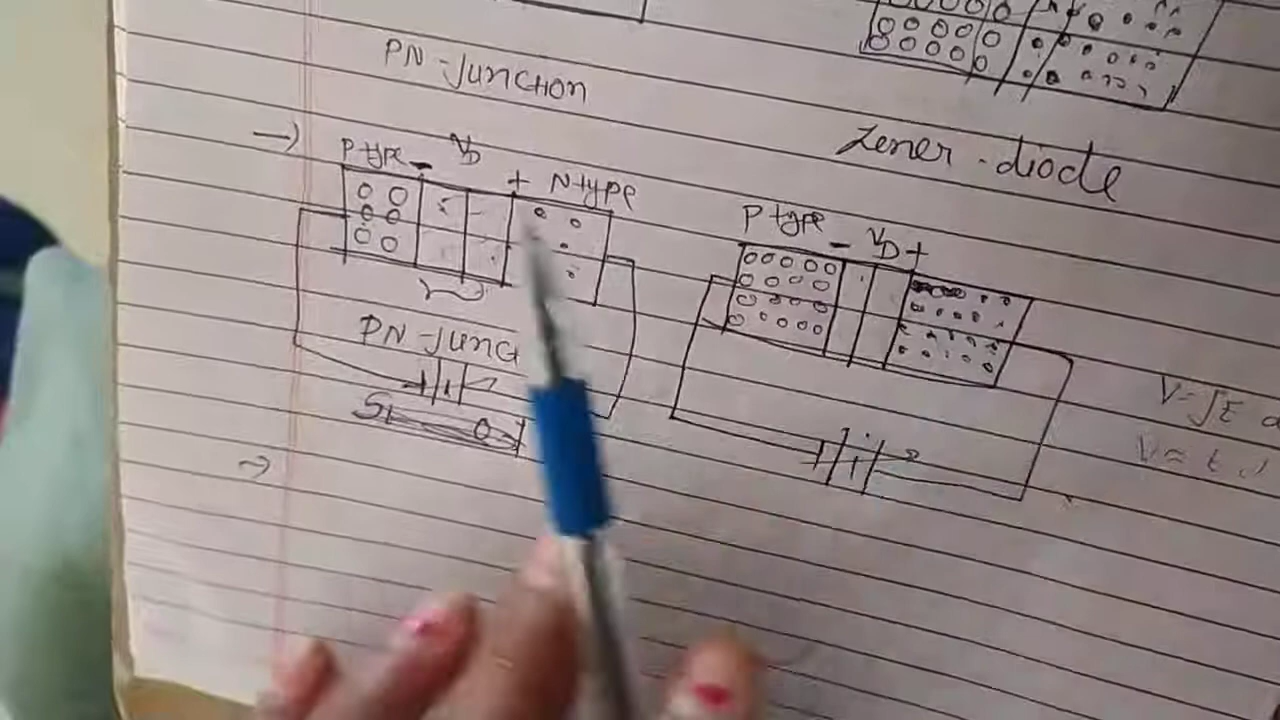 PN-Junction
Zener-diode
P type - VD + N type
P type - VD +
PN-Junc
V=√E